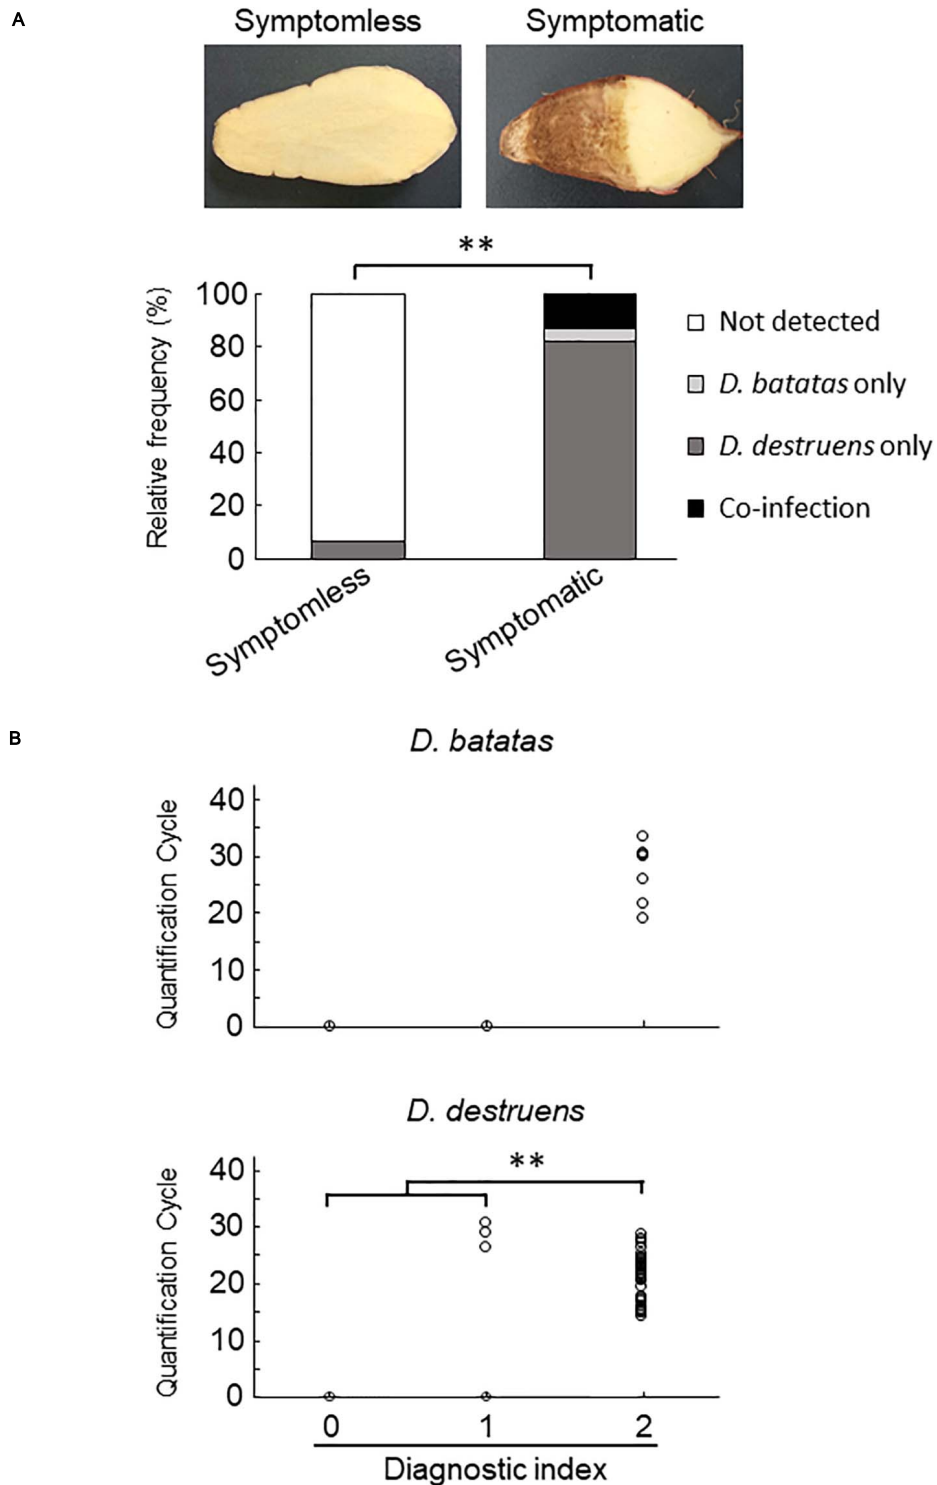 A
Symptomless Symptomatic
**
Relative frequency (%)
100
80
60
40
20
0
Symptomless
Symptomatic
Not detected
D. batatas only
D. destruens only
Co-infection
B
D. batatas
Quantification Cycle
40
30
20
10
0
D. destruens
**
Quantification Cycle
40
30
20
10
0
0 1 2
Diagnostic index